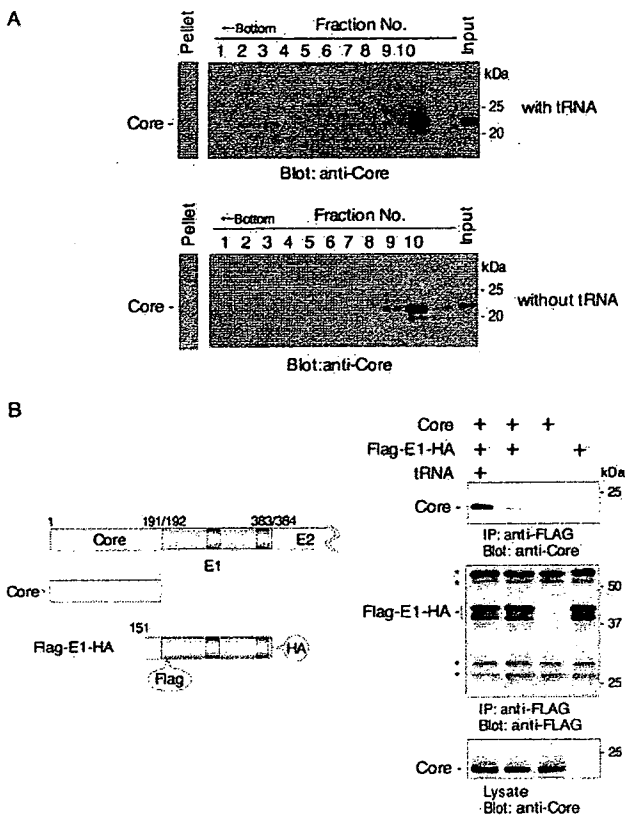 A
Pellet
←Bottom Fraction No.
1 2 3 4 5 6 7 8 9 10
Input
kDa
Core -
- 25
- 20
with tRNA
Blot: anti-Core
Pellet
←Bottom Fraction No.
1 2 3 4 5 6 7 8 9 10
Input
kDa
Core -
- 25
- 20
without tRNA
Blot:anti-Core
B
Core + + +
Flag-E1-HA + + +
tRNA +
kDa
- 25
Core -
IP: anti-FLAG
Blot: anti-Core
1 191/192 383/384
Core E2
E1
Core
151
Flag-E1-HA
HA
Flag
*
*
- 50
Flag-E1-HA
- 37
*
*
- 25
IP: anti-FLAG
Blot: anti-FLAG
- 25
Core -
Lysate
Blot: anti-Core